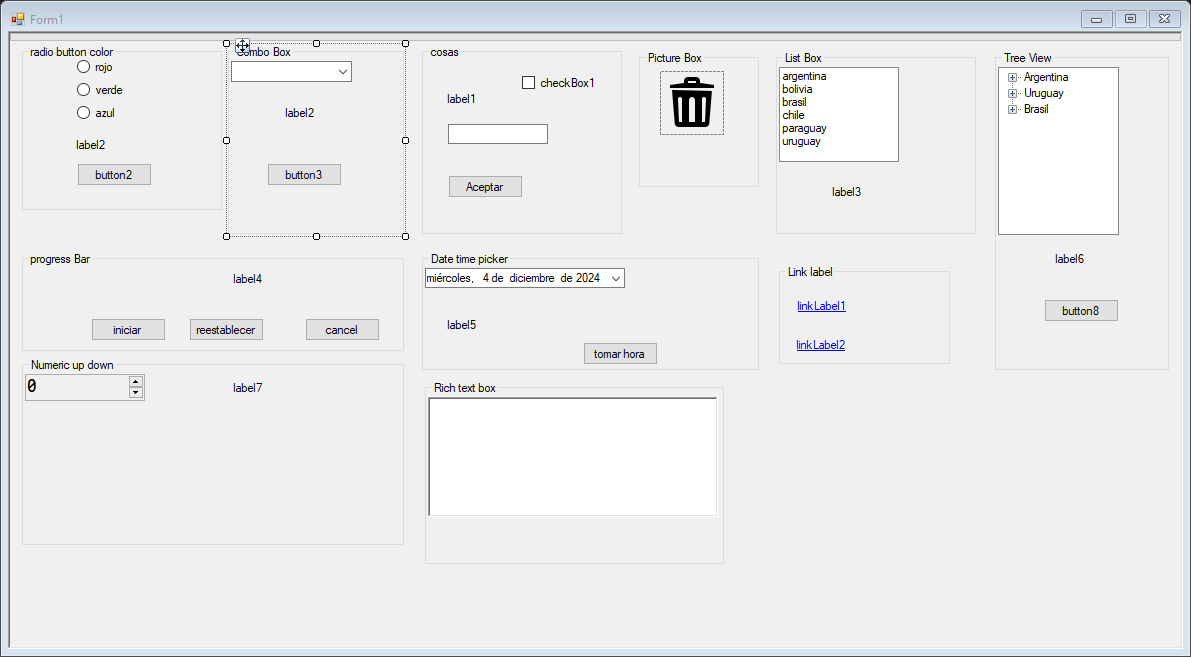 Form1
radio button color
rojo
verde
azul
label2
button2
Combo Box
label2
button3
cosas
checkBox1
label1
Aceptar
Picture Box
List Box
argentina
bolivia
brasil
chile
paraguay
uruguay
label3
Tree View
Argentina
Uruguay
Brasil
label6
button8
progress Bar
label4
iniciar
reestablecer
cancel
Date time picker
miércoles, 4 de diciembre de 2024
label5
tomar hora
Link label
linkLabel1
linkLabel2
Numeric up down
0
label7
Rich text box